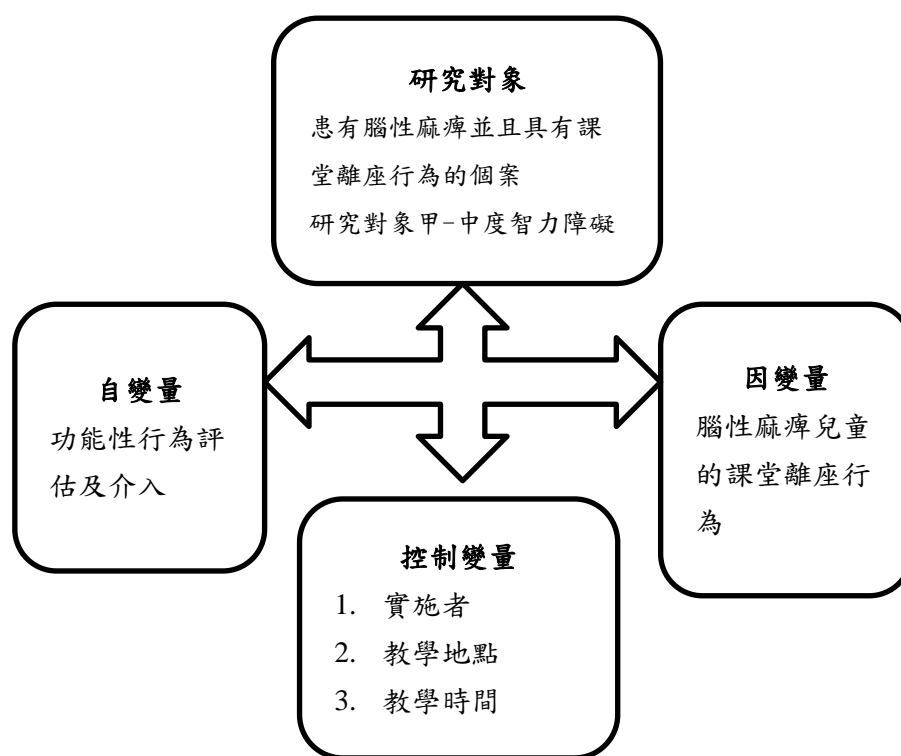 研究對象
患有腦性麻痺並且具有課
堂離座行為的個案
研究對象甲-中度智力障礙
自變量
功能性行為評
估及介入
因變量
腦性麻痺兒童
的課堂離座行
為
控制變量
1. 實施者
2. 教學地點
3. 教學時間